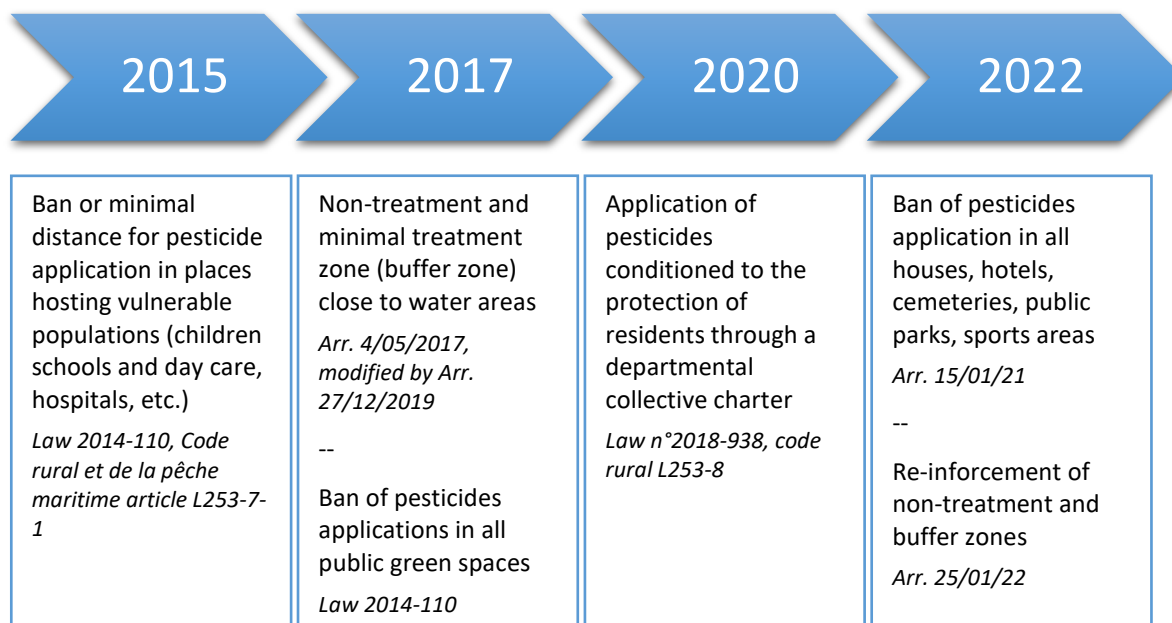 2015
2017
2020
2022
Ban or minimal
distance for pesticide
application in places
hosting vulnerable
populations (children
schools and day care,
hospitals, etc.)
Law 2014-110, Code
rural et de la pêche
maritime article L253-7-
1
Non-treatment and
minimal treatment
zone (buffer zone)
close to water areas
Arr. 4/05/2017,
modified by Arr.
27/12/2019
--
Ban of pesticides
applications in all
public green spaces
Law 2014-110
Application of
pesticides
conditioned to the
protection of
residents through a
departmental
collective charter
Law n°2018-938, code
rural L253-8
Ban of pesticides
application in all
houses, hotels,
cemeteries, public
parks, sports areas
Arr. 15/01/21
--
Re-inforcement of
non-treatment and
buffer zones
Arr. 25/01/22